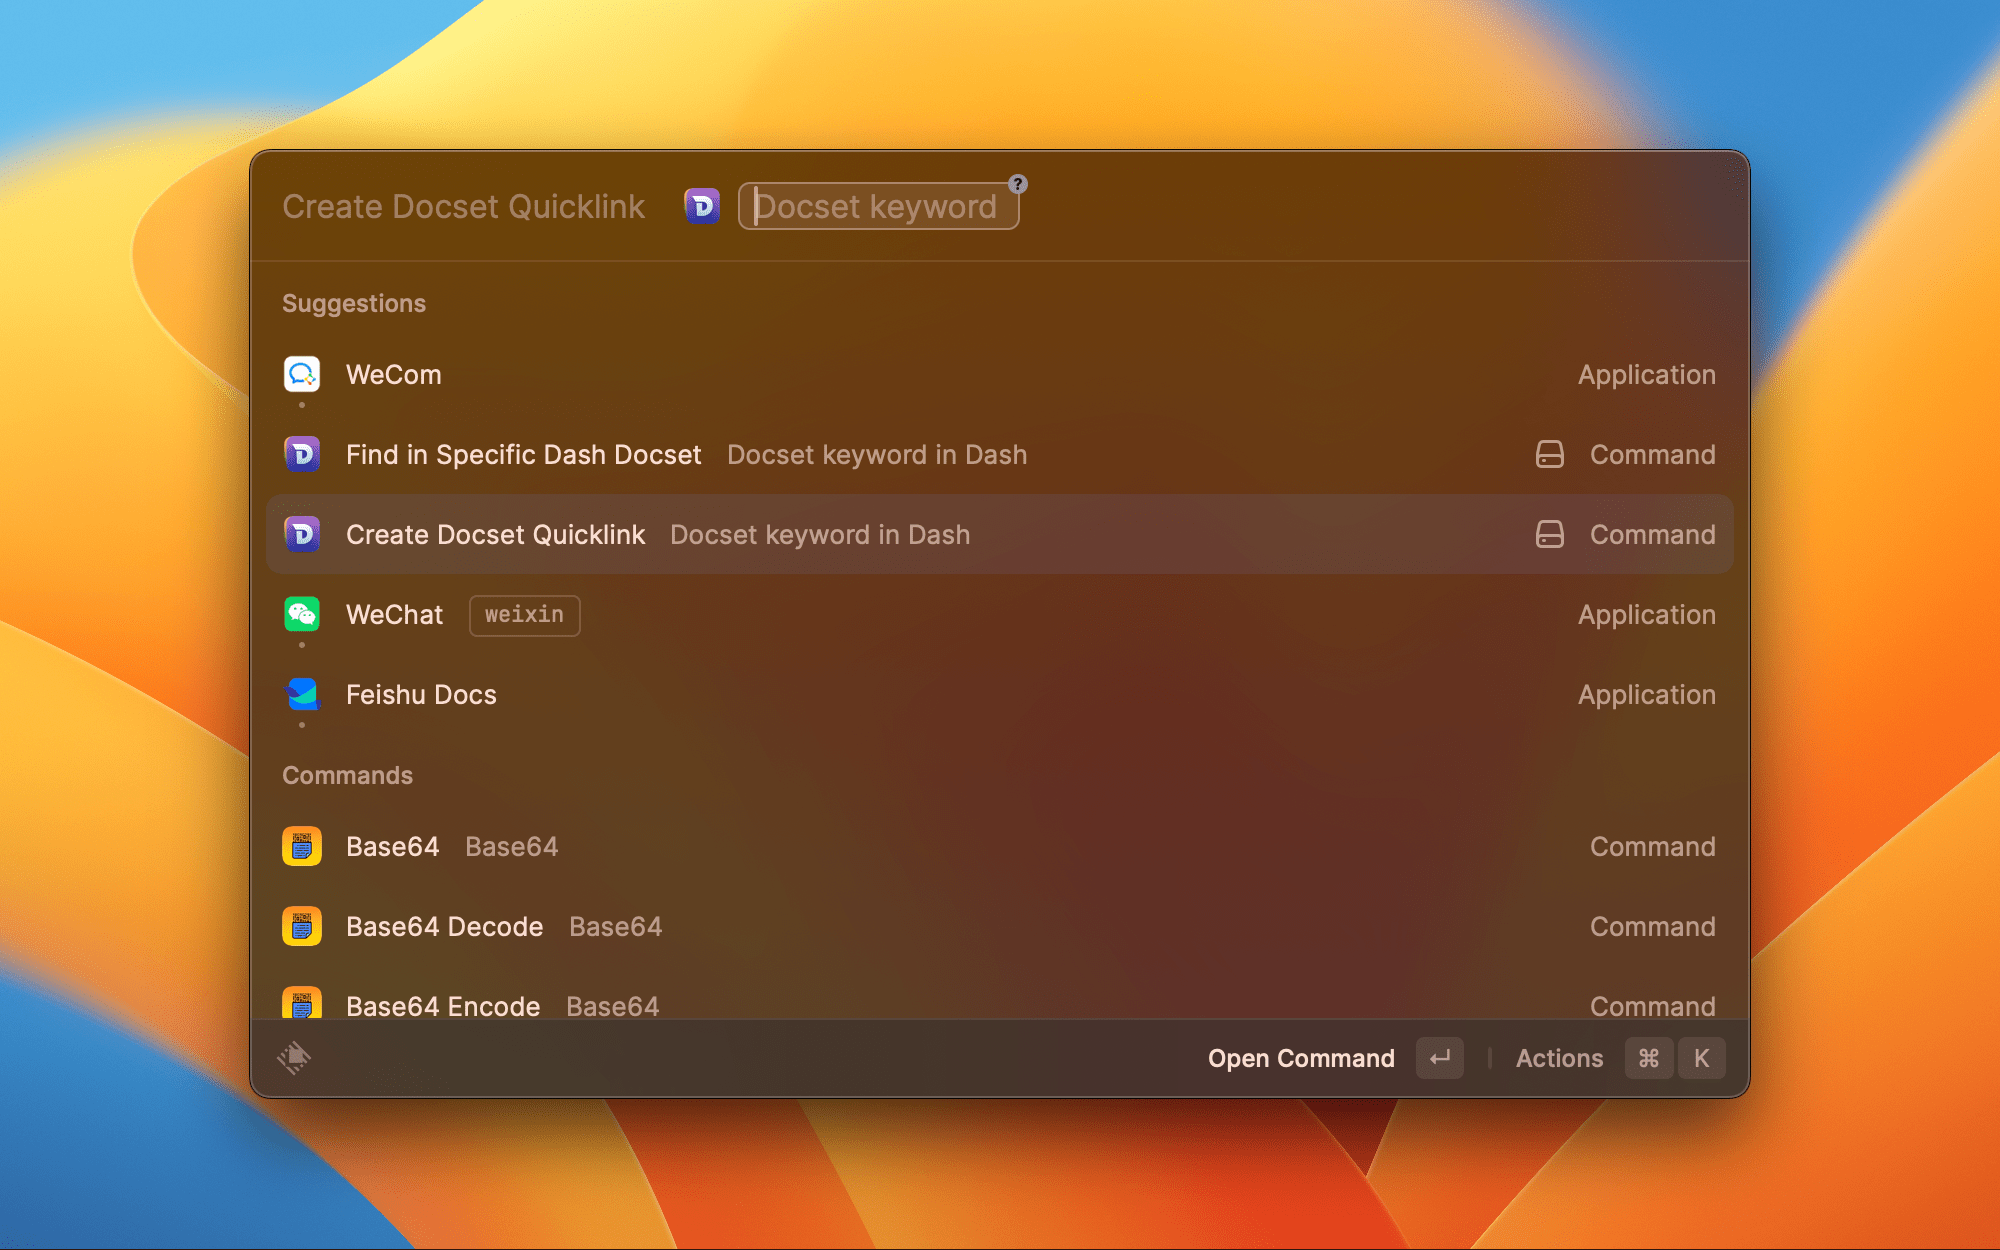 Create Docset Quicklink Docset keyword ?
Suggestions
WeCom Application
Find in Specific Dash Docset Docset keyword in Dash Command
Create Docset Quicklink Docset keyword in Dash Command
WeChat weixin Application
Feishu Docs Application
Commands
Base64 Base64 Command
Base64 Decode Base64 Command
Base64 Encode Base64 Command
Open Command ↵ Actions ⌘ K